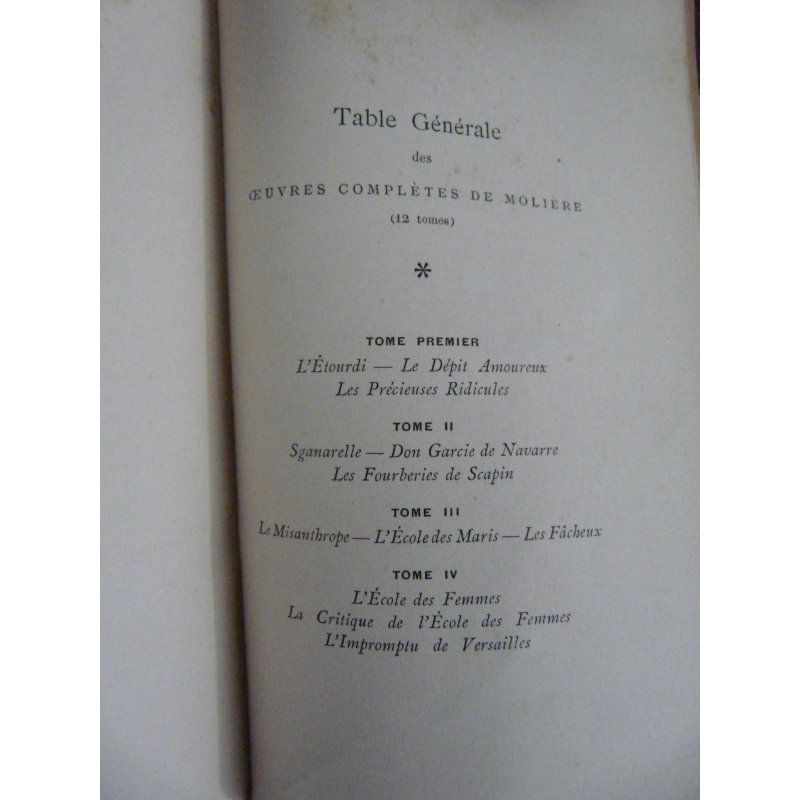 Table Générale
des
ŒUVRES COMPLÈTES DE MOLIÈRE
(12 tomes)
*
TOME PREMIER
L'Étourdi — Le Dépit Amoureux
Les Précieuses Ridicules
TOME II
Sganarelle — Don Garcie de Navarre
Les Fourberies de Scapin
TOME III
Le Misanthrope — L'École des Maris — Les Fâcheux
TOME IV
L'École des Femmes
La Critique de l'École des Femmes
L'Impromptu de Versailles